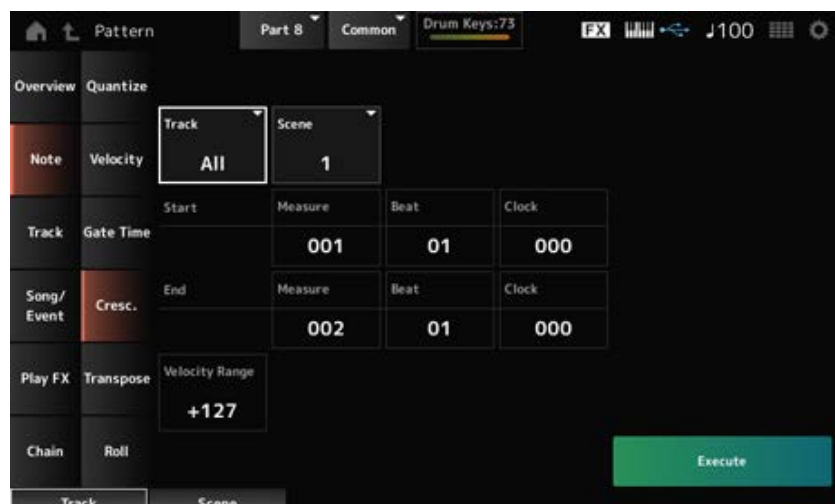 Pattern
Part 8
Common
Drum Keys:73
FX
♩100
Overview
Quantize
Note
Velocity
Track
All
Scene
1
Track
Gate Time
Start
Measure
001
Beat
01
Clock
000
Song/
Event
Cresc.
End
Measure
002
Beat
01
Clock
000
Play FX
Transpose
Velocity Range
+127
Chain
Roll
Execute
Track
Scene